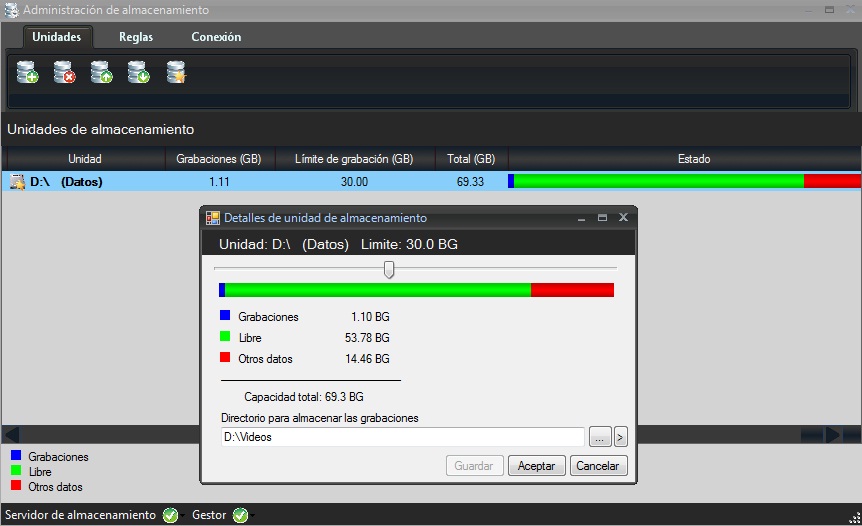 Administración de almacenamiento
Unidades Reglas Conexión
Unidades de almacenamiento
Unidad Grabaciones (GB) Límite de grabación (GB) Total (GB) Estado
D:\ (Datos) 1.11 30.00 69.33
Detalles de unidad de almacenamiento
Unidad: D:\ (Datos) Limite: 30.0 BG
Grabaciones 1.10 BG
Libre 53.78 BG
Otros datos 14.46 BG
Capacidad total: 69.3 BG
Directorio para almacenar las grabaciones
D:\Videos ... >
Guardar Aceptar Cancelar
Grabaciones
Libre
Otros datos
Servidor de almacenamiento Gestor